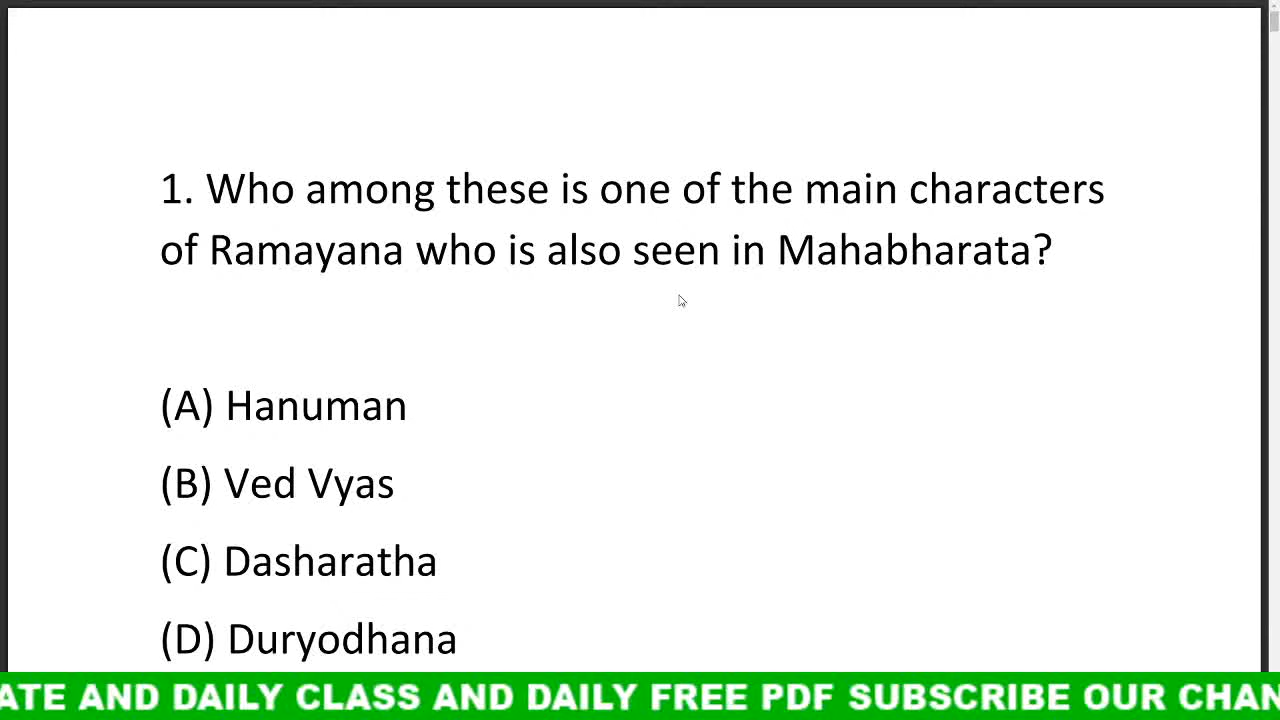 1. Who among these is one of the main characters
of Ramayana who is also seen in Mahabharata?
(A) Hanuman
(B) Ved Vyas
(C) Dasharatha
(D) Duryodhana
ATE AND DAILY CLASS AND DAILY FREE PDF SUBSCRIBE OUR CHAN